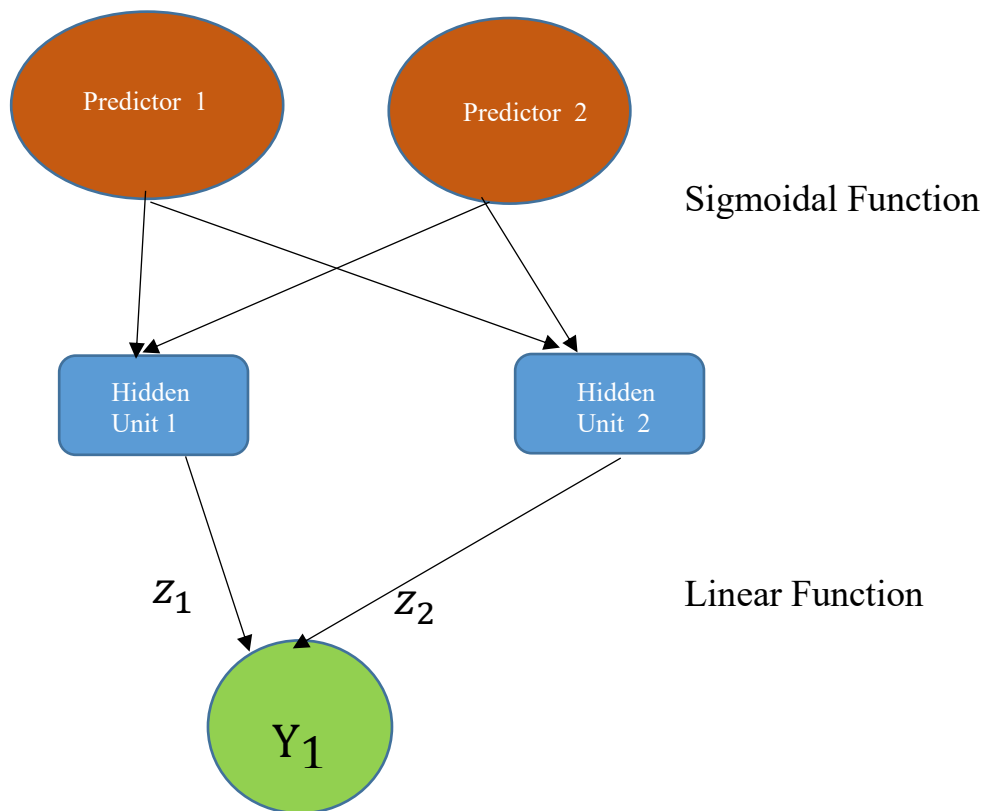 Predictor 1
Predictor 2
Sigmoidal Function
Hidden
Unit 1
Hidden
Unit 2
z₁
z₂
Linear Function
Y₁